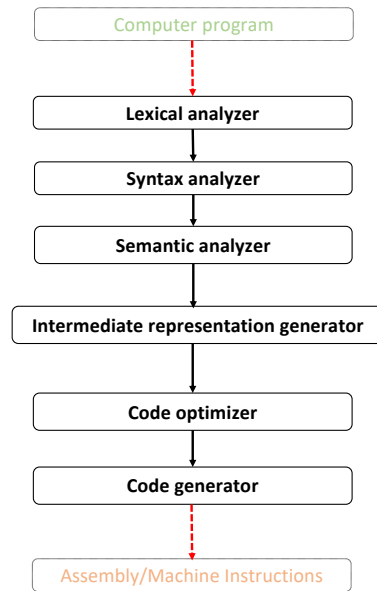 Computer program
Lexical analyzer
Syntax analyzer
Semantic analyzer
Intermediate representation generator
Code optimizer
Code generator
Assembly/Machine Instructions